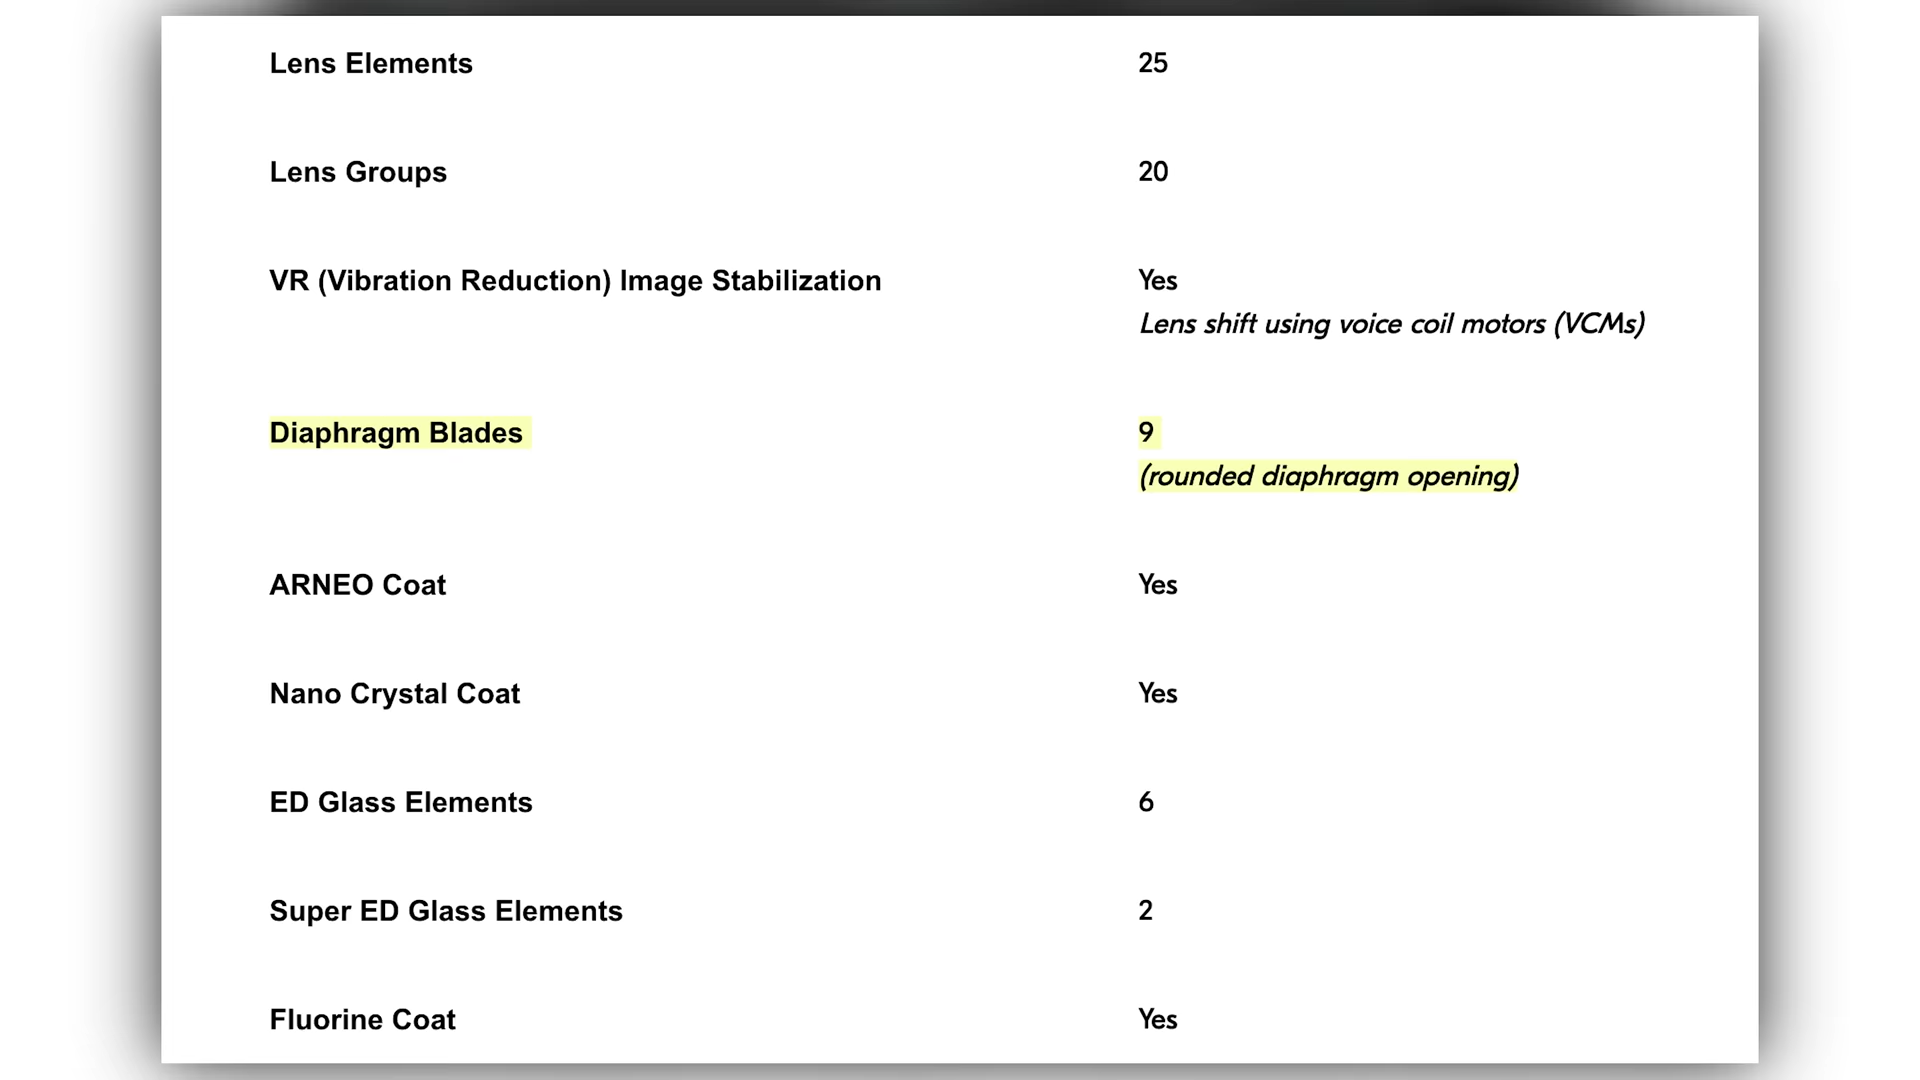 Lens Elements 25
Lens Groups 20
VR (Vibration Reduction) Image Stabilization Yes
Lens shift using voice coil motors (VCMs)
Diaphragm Blades 9
(rounded diaphragm opening)
ARNEO Coat Yes
Nano Crystal Coat Yes
ED Glass Elements 6
Super ED Glass Elements 2
Fluorine Coat Yes